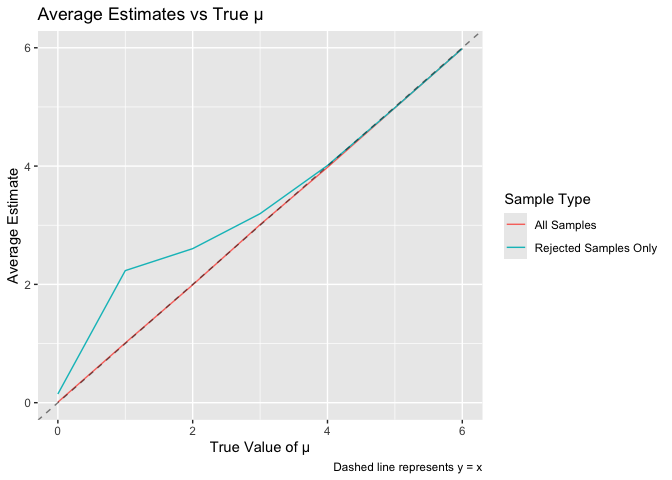 Average Estimates vs True μ
Average Estimate
6
4
2
0
0
2
4
6
True Value of μ
Dashed line represents y = x
Sample Type
All Samples
Rejected Samples Only